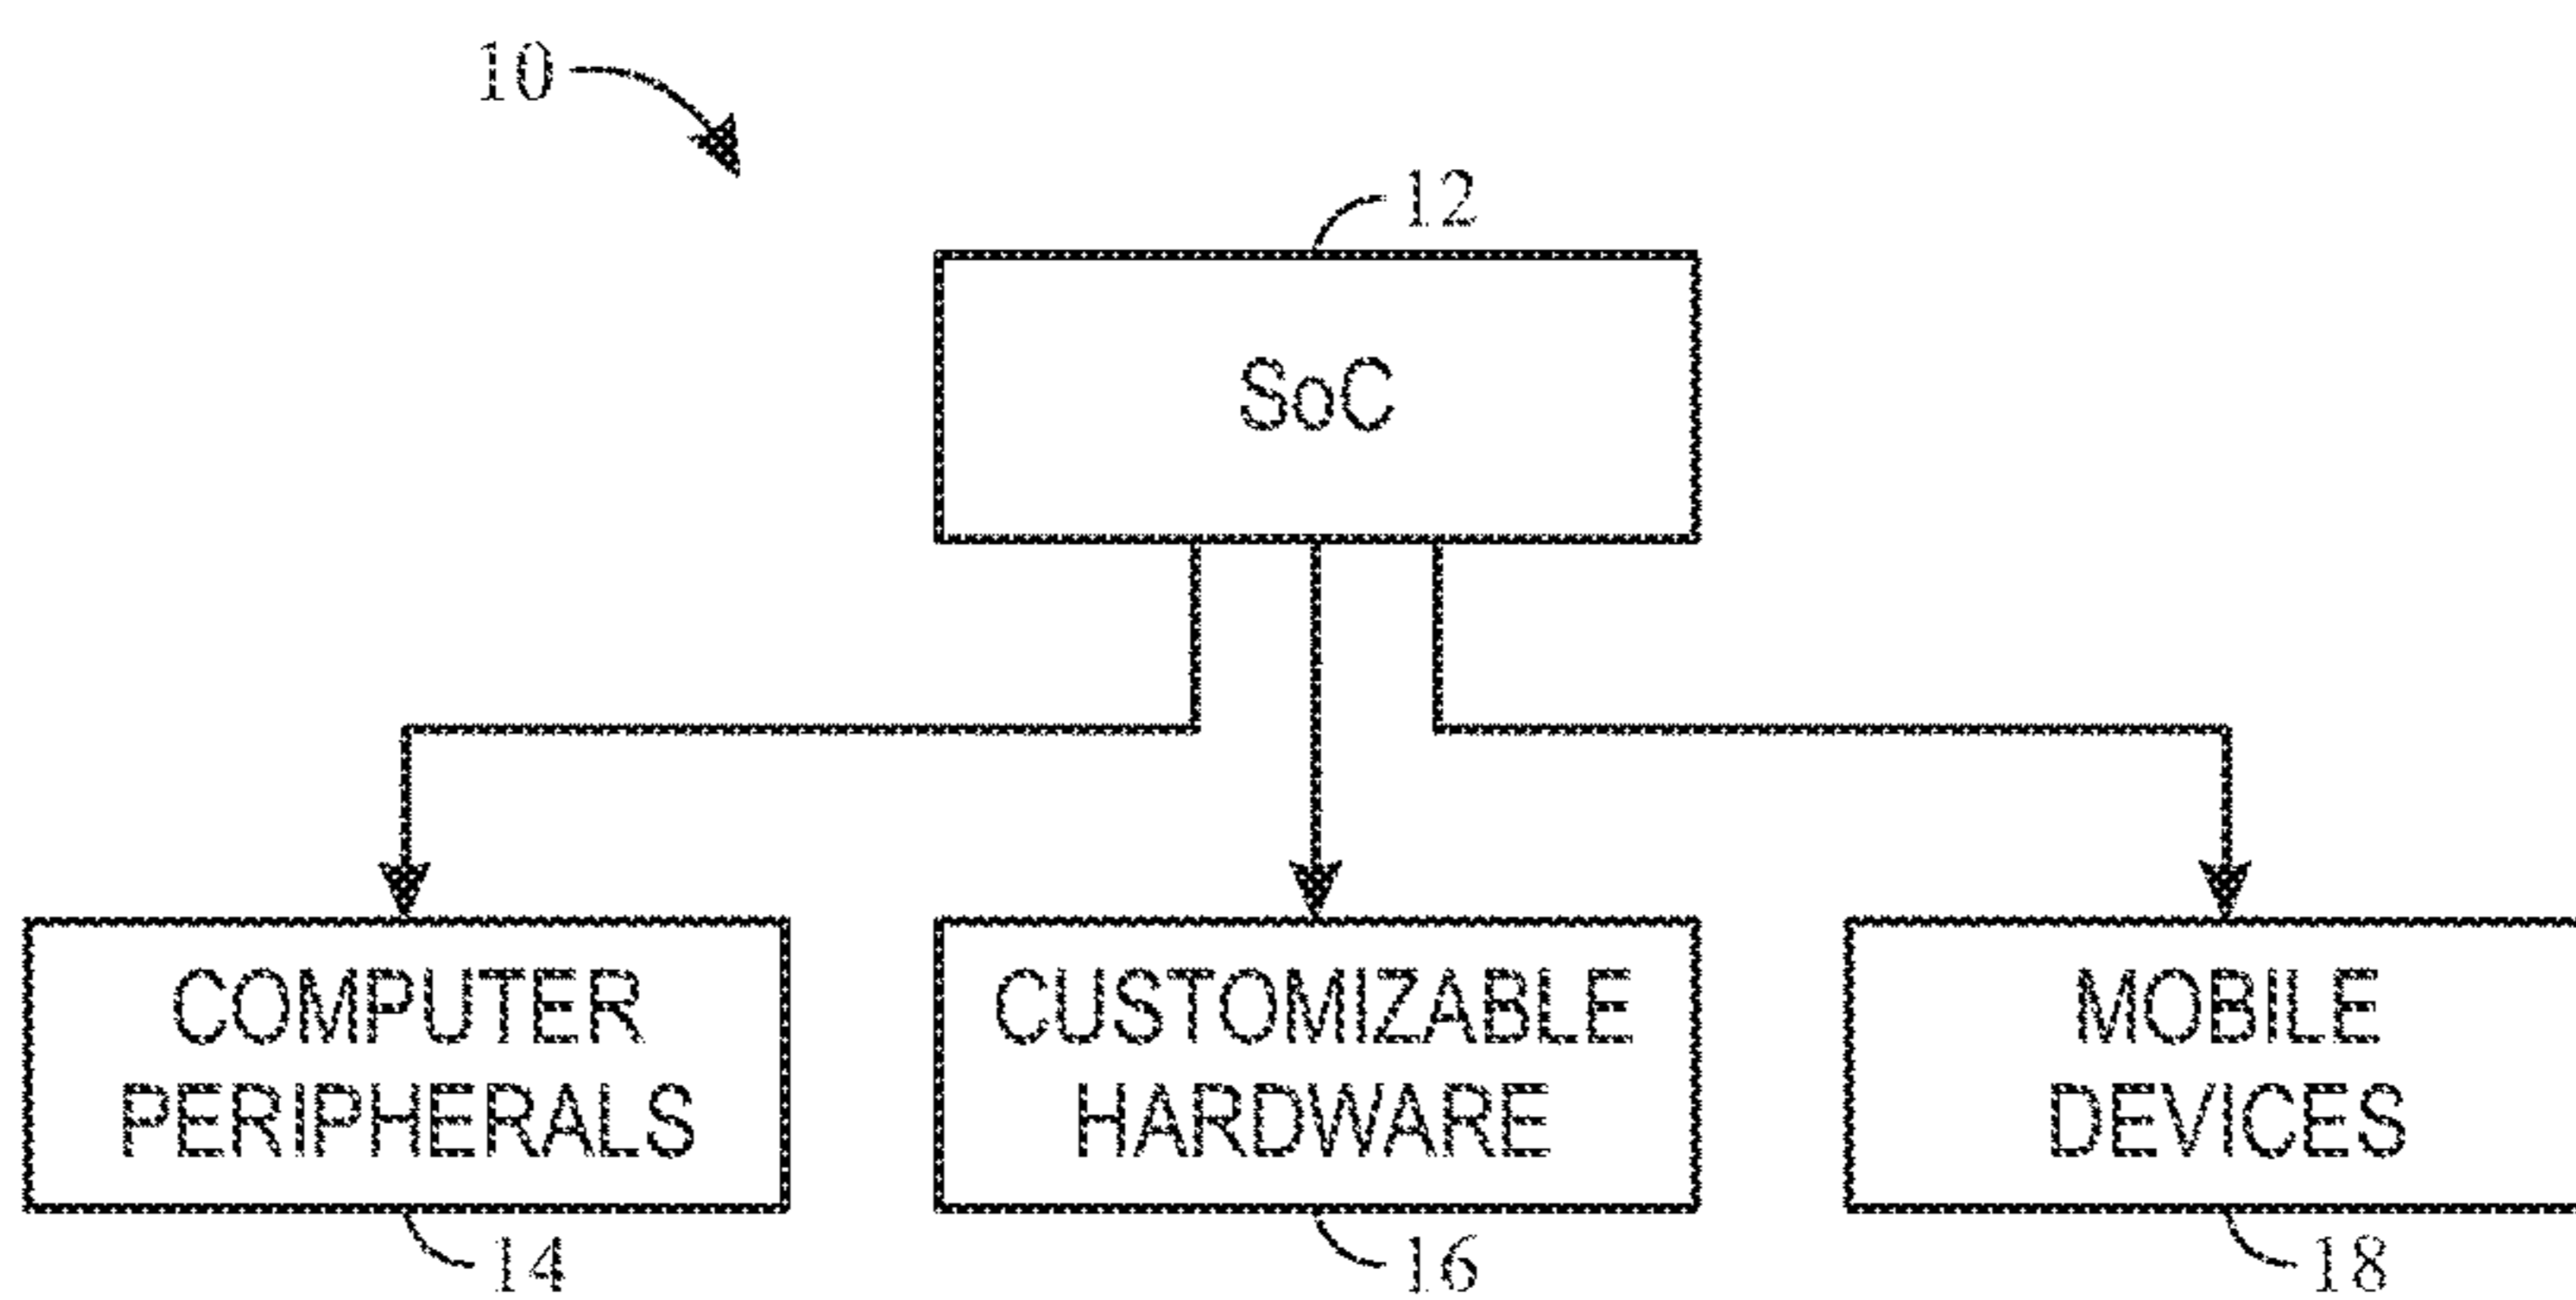 10
12
SoC
COMPUTER
PERIPHERALS
CUSTOMIZABLE
HARDWARE
MOBILE
DEVICES
14
16
18